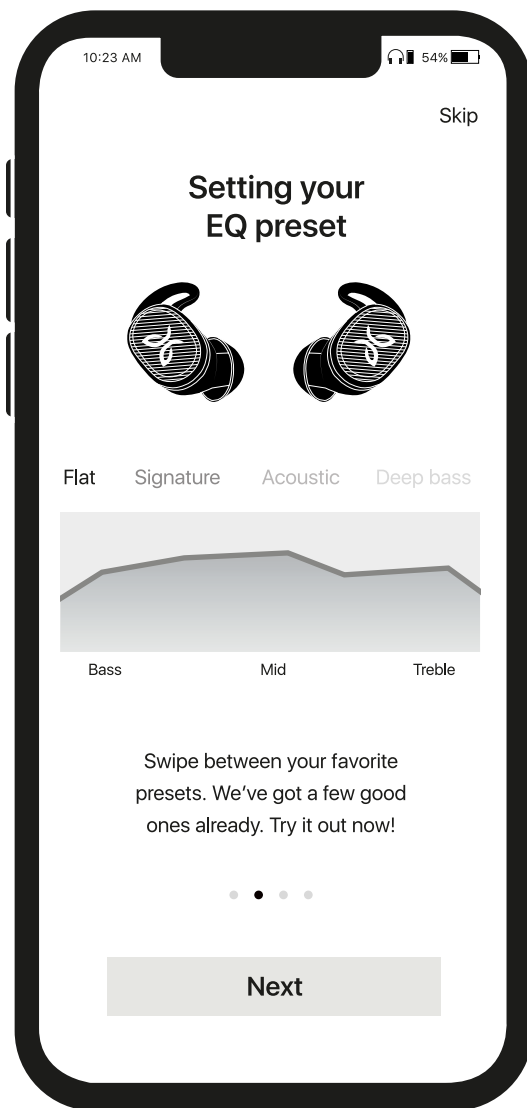 10:23 AM 54%
Skip
Setting your
EQ preset
Flat Signature Acoustic Deep bass
Bass Mid Treble
Swipe between your favorite
presets. We’ve got a few good
ones already. Try it out now!
Next